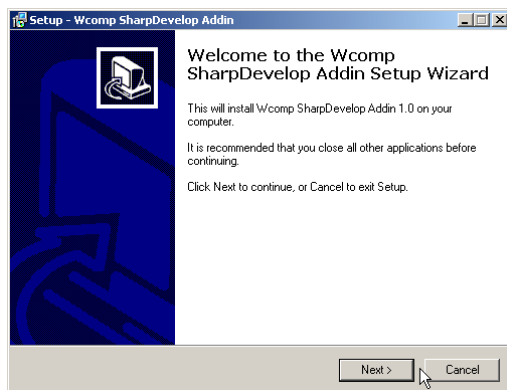 Setup - Wcomp SharpDevelop Addin
Welcome to the Wcomp
SharpDevelop Addin Setup Wizard
This will install Wcomp SharpDevelop Addin 1.0 on your
computer.
It is recommended that you close all other applications before
continuing.
Click Next to continue, or Cancel to exit Setup.
Next >
Cancel